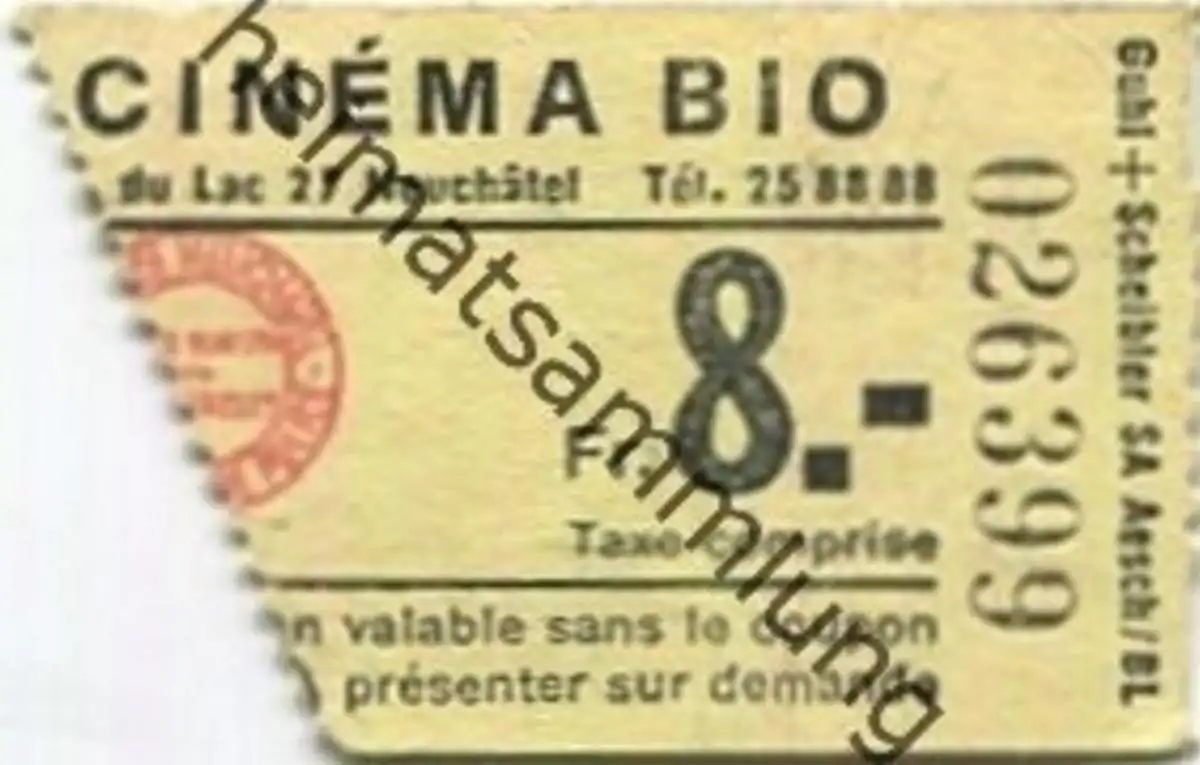 CINÉMA BIO
du Lac 27 Neuchâtel Tél. 25 88 88
Fr. 8.-
Taxe comprise
n valable sans le coupon
présenter sur demande
026399
Guhl + Scheibler SA Aesch/BL
heimatsammlung